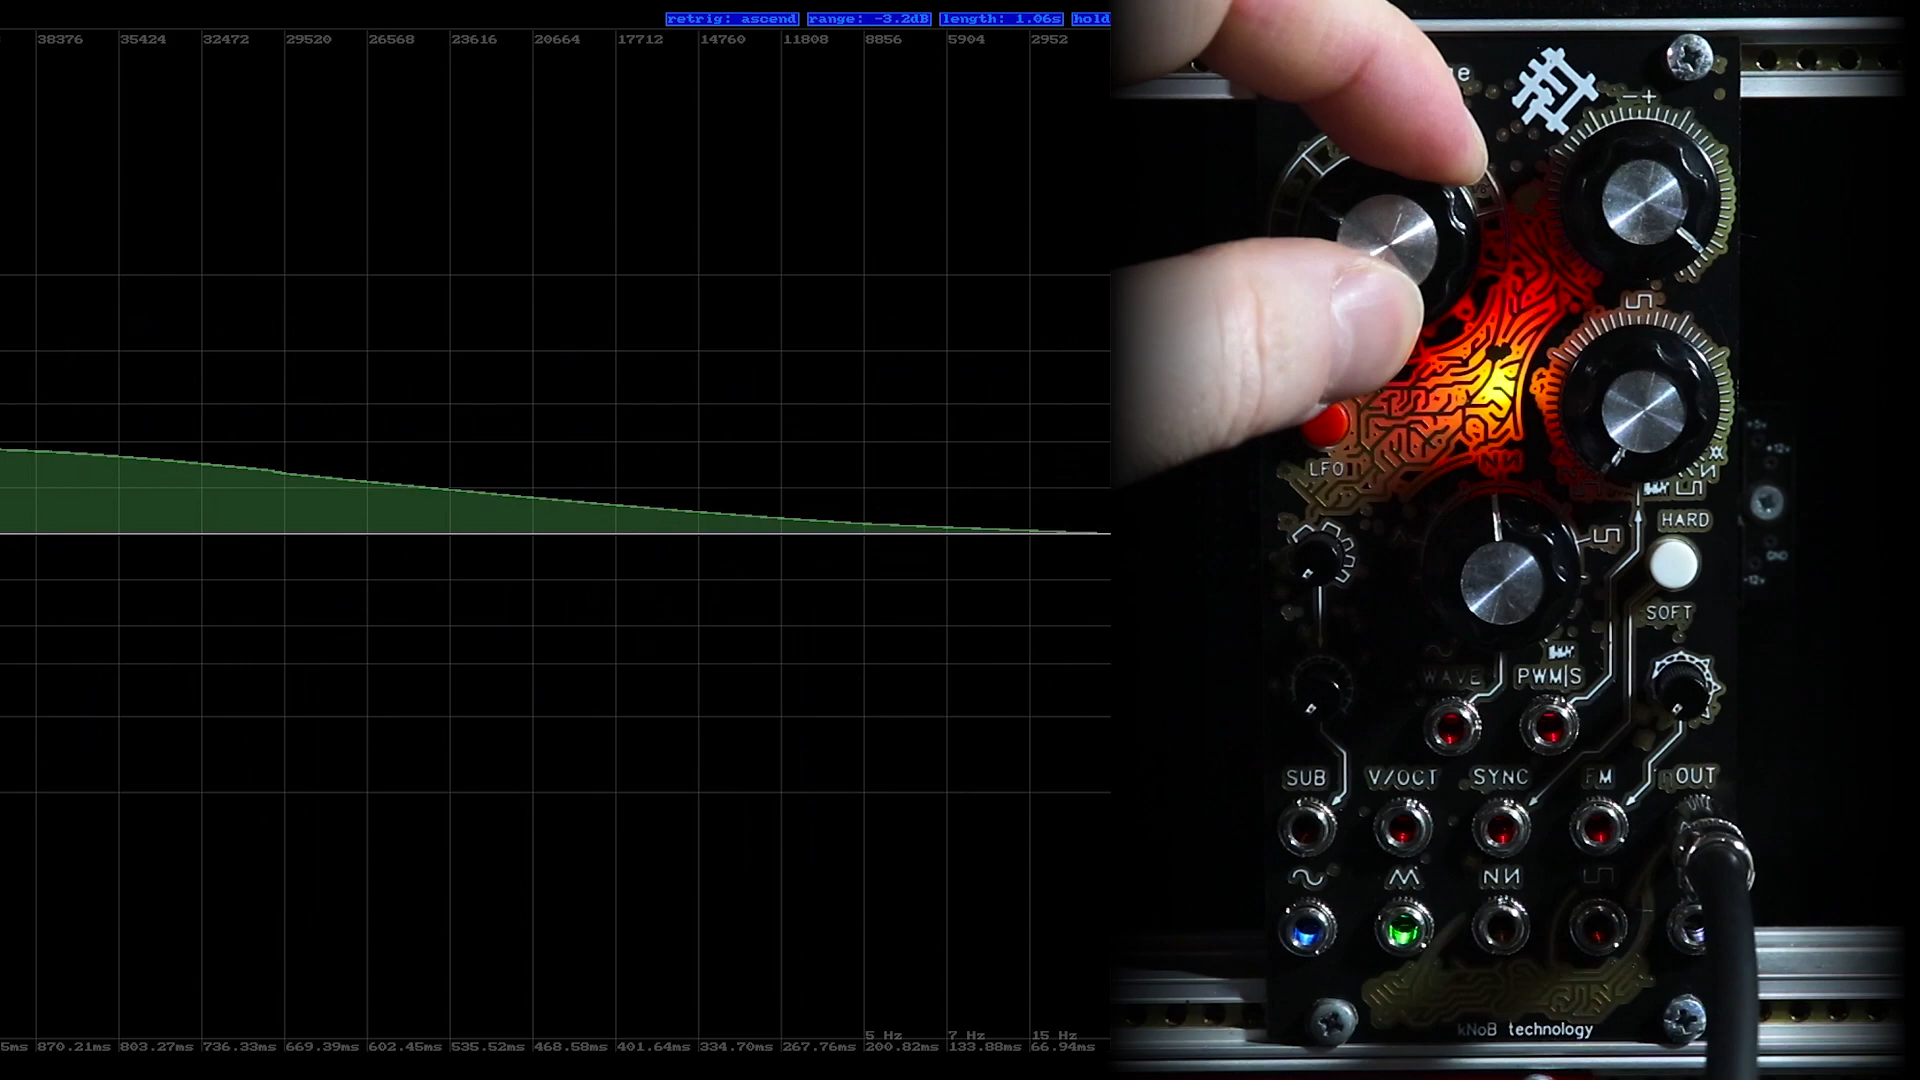 retrig: ascend range: -3.2dB length: 1.06s hold
38376 35424 32472 29520 26568 23616 20664 17712 14760 11808 8856 5904 2952
5 Hz 7 Hz 15 Hz
5ms 870.21ms 803.27ms 736.33ms 669.39ms 602.45ms 535.52ms 468.58ms 401.64ms 334.70ms 267.76ms 200.82ms 133.88ms 66.94ms
e
- +
LFO
HARD
SOFT
WAVE PWM|S
SUB V/OCT SYNC FM OUT
kNoB technology
+12v
GND
-12v